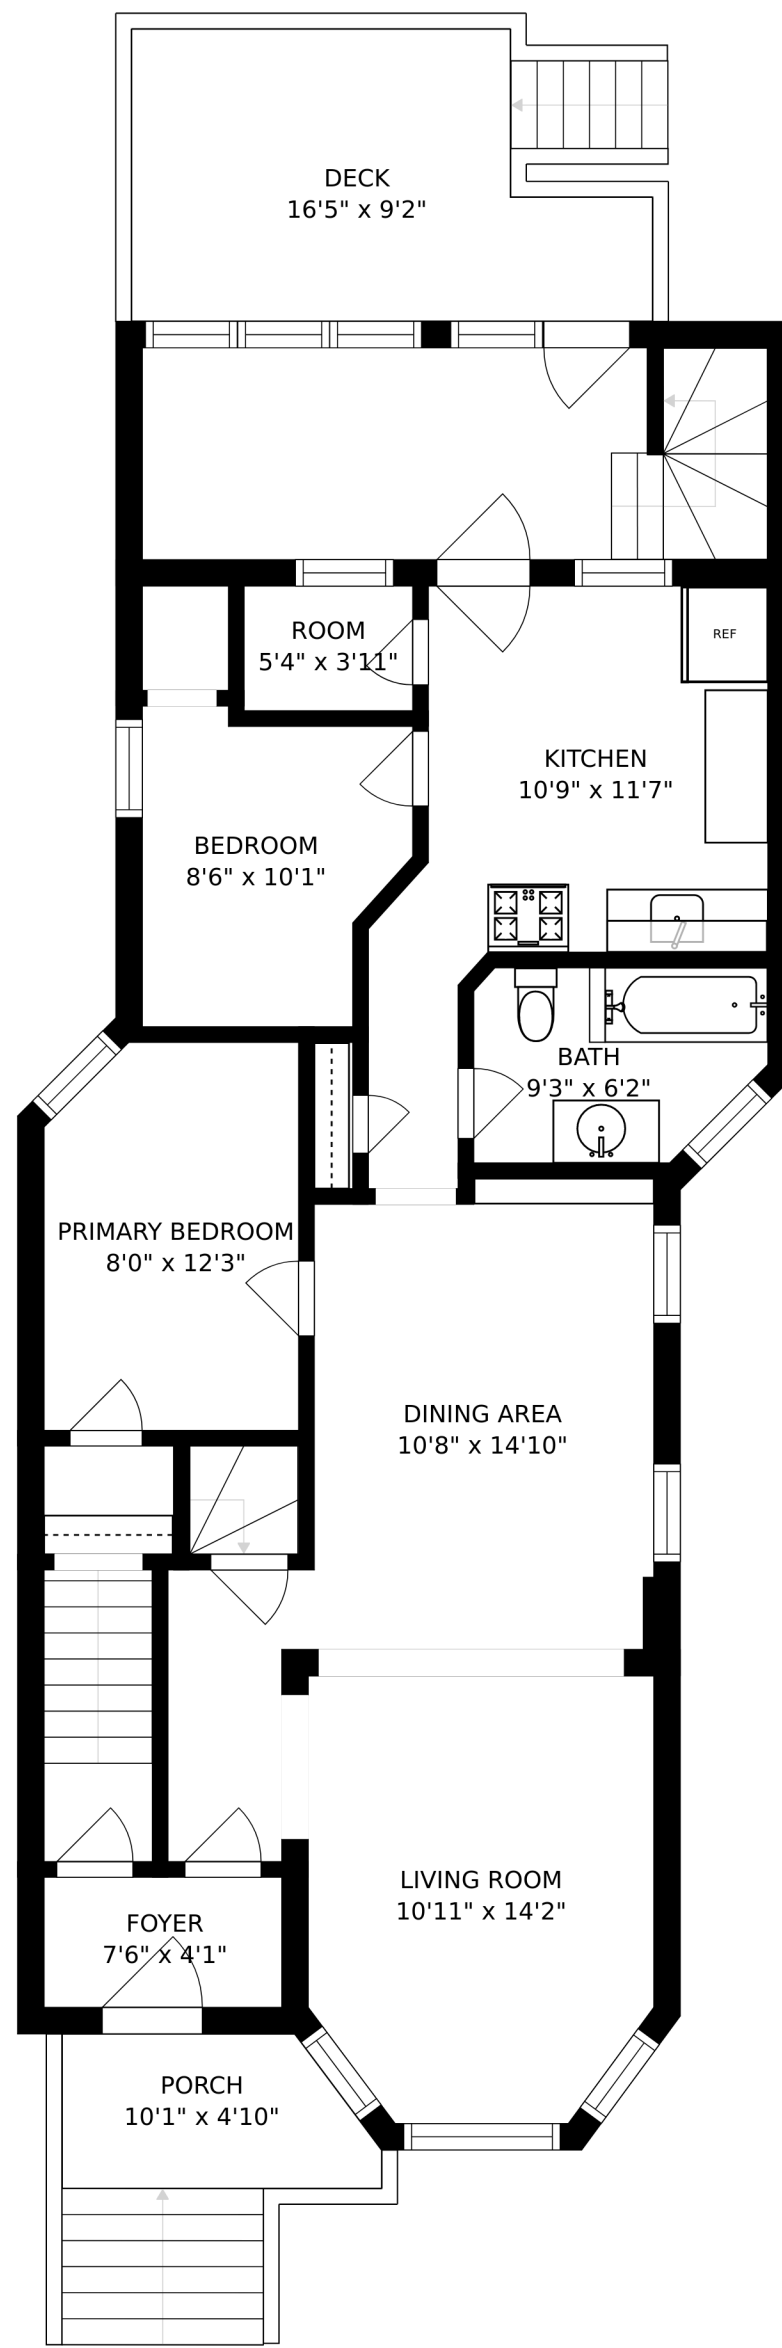 DECK
16'5" x 9'2"
ROOM
5'4" x 3'11"
REF
KITCHEN
10'9" x 11'7"
BEDROOM
8'6" x 10'1"
BATH
9'3" x 6'2"
PRIMARY BEDROOM
8'0" x 12'3"
DINING AREA
10'8" x 14'10"
LIVING ROOM
10'11" x 14'2"
FOYER
7'6" x 4'1"
PORCH
10'1" x 4'10"